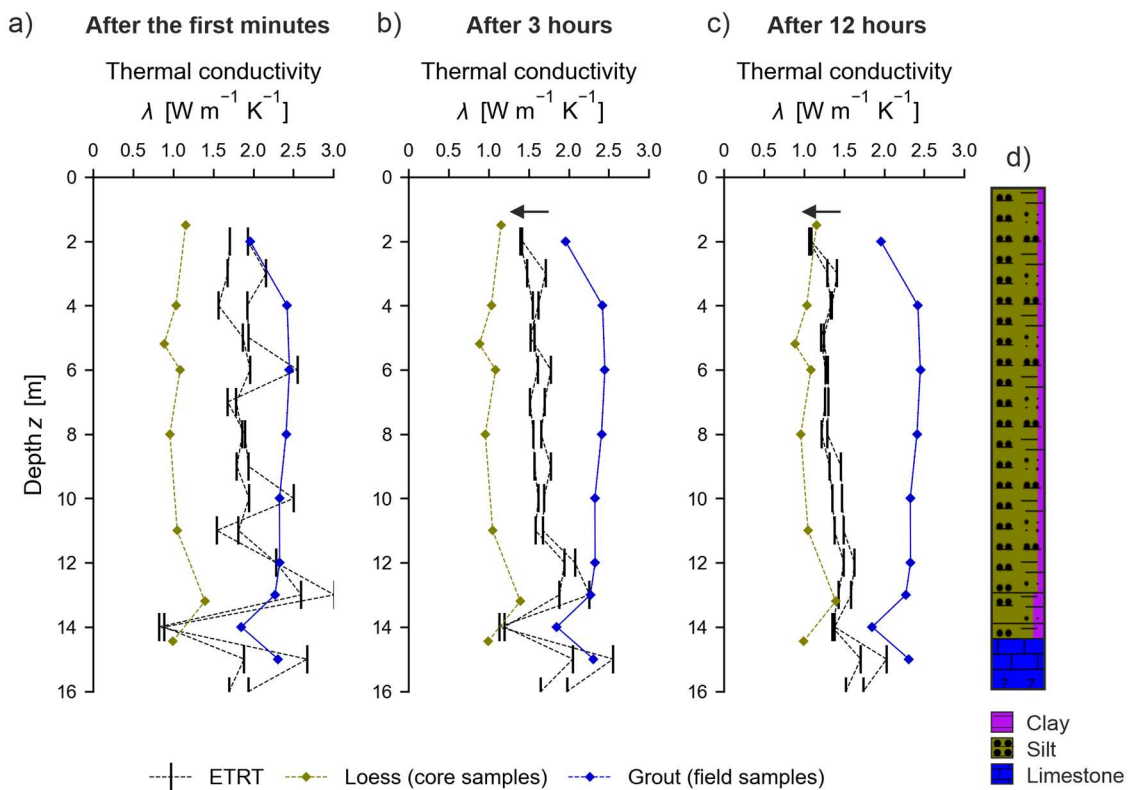 a) After the first minutes
b) After 3 hours
c) After 12 hours
Thermal conductivity
λ [W m⁻¹ K⁻¹]
Thermal conductivity
λ [W m⁻¹ K⁻¹]
Thermal conductivity
λ [W m⁻¹ K⁻¹]
0 0.5 1.0 1.5 2.0 2.5 3.0
0 0.5 1.0 1.5 2.0 2.5 3.0
0 0.5 1.0 1.5 2.0 2.5 3.0
d)
Depth z [m]
0
2
4
6
8
10
12
14
16
0
2
4
6
8
10
12
14
16
0
2
4
6
8
10
12
14
16
? ?
Clay
Silt
Limestone
ETRT Loess (core samples) Grout (field samples)